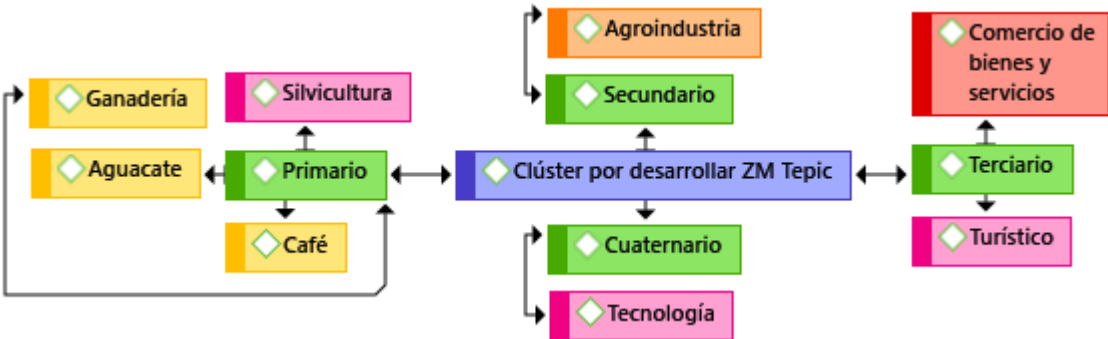 Ganadería
Aguacate
Silvicultura
Primario
Café
Agroindustria
Secundario
Clúster por desarrollar ZM Tepic
Cuaternario
Tecnología
Comercio de
bienes y
servicios
Terciario
Turístico